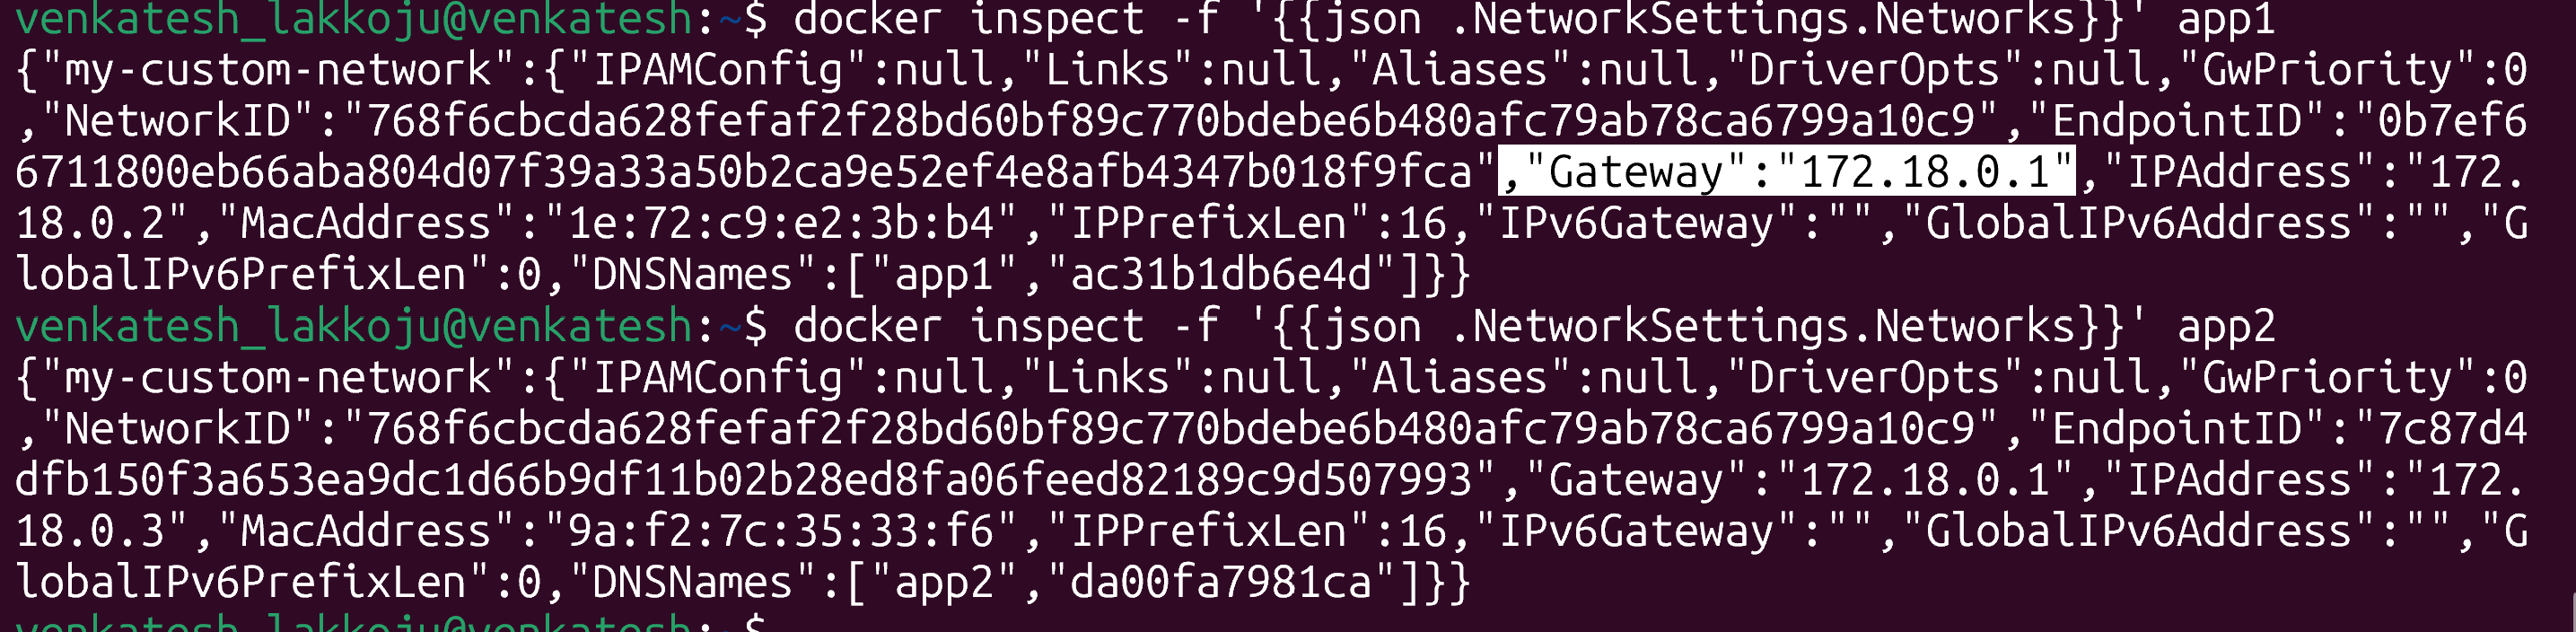 venkatesh_lakkoju@venkatesh:~$ docker inspect -f '{{json .NetworkSettings.Networks}}' app1
{"my-custom-network":{"IPAMConfig":null,"Links":null,"Aliases":null,"DriverOpts":null,"GwPriority":0
,"NetworkID":"768f6cbcda628fefaf2f28bd60bf89c770bdebe6b480afc79ab78ca6799a10c9","EndpointID":"0b7ef6
6711800eb66aba804d07f39a33a50b2ca9e52ef4e8afb4347b018f9fca","Gateway":"172.18.0.1","IPAddress":"172.
18.0.2","MacAddress":"1e:72:c9:e2:3b:b4","IPPrefixLen":16,"IPv6Gateway":"","GlobalIPv6Address":"","G
lobalIPv6PrefixLen":0,"DNSNames":["app1","ac31b1db6e4d"]}}
venkatesh_lakkoju@venkatesh:~$ docker inspect -f '{{json .NetworkSettings.Networks}}' app2
{"my-custom-network":{"IPAMConfig":null,"Links":null,"Aliases":null,"DriverOpts":null,"GwPriority":0
,"NetworkID":"768f6cbcda628fefaf2f28bd60bf89c770bdebe6b480afc79ab78ca6799a10c9","EndpointID":"7c87d4
dfb150f3a653ea9dc1d66b9df11b02b28ed8fa06feed82189c9d507993","Gateway":"172.18.0.1","IPAddress":"172.
18.0.3","MacAddress":"9a:f2:7c:35:33:f6","IPPrefixLen":16,"IPv6Gateway":"","GlobalIPv6Address":"","G
lobalIPv6PrefixLen":0,"DNSNames":["app2","da00fa7981ca"]}}
venkatesh_lakkoju@venkatesh:~$